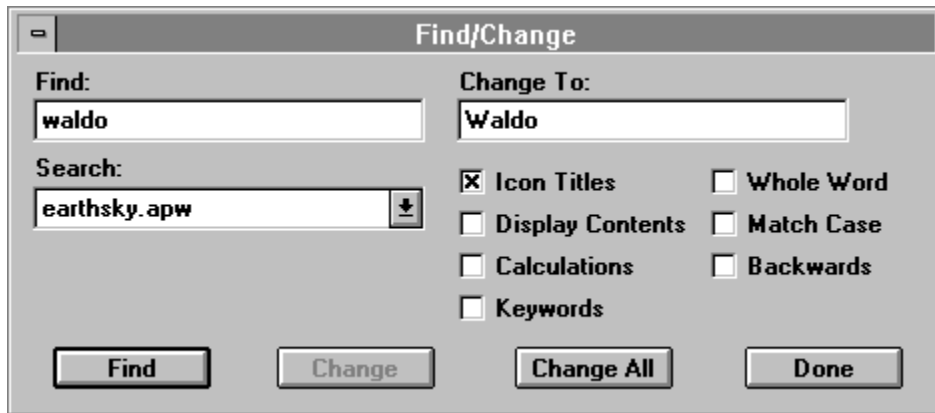 Find/Change
Find:
Change To:
waldo
Waldo
Search:
earthsky.apw
Icon Titles
Whole Word
Display Contents
Match Case
Calculations
Backwards
Keywords
Find
Change
Change All
Done